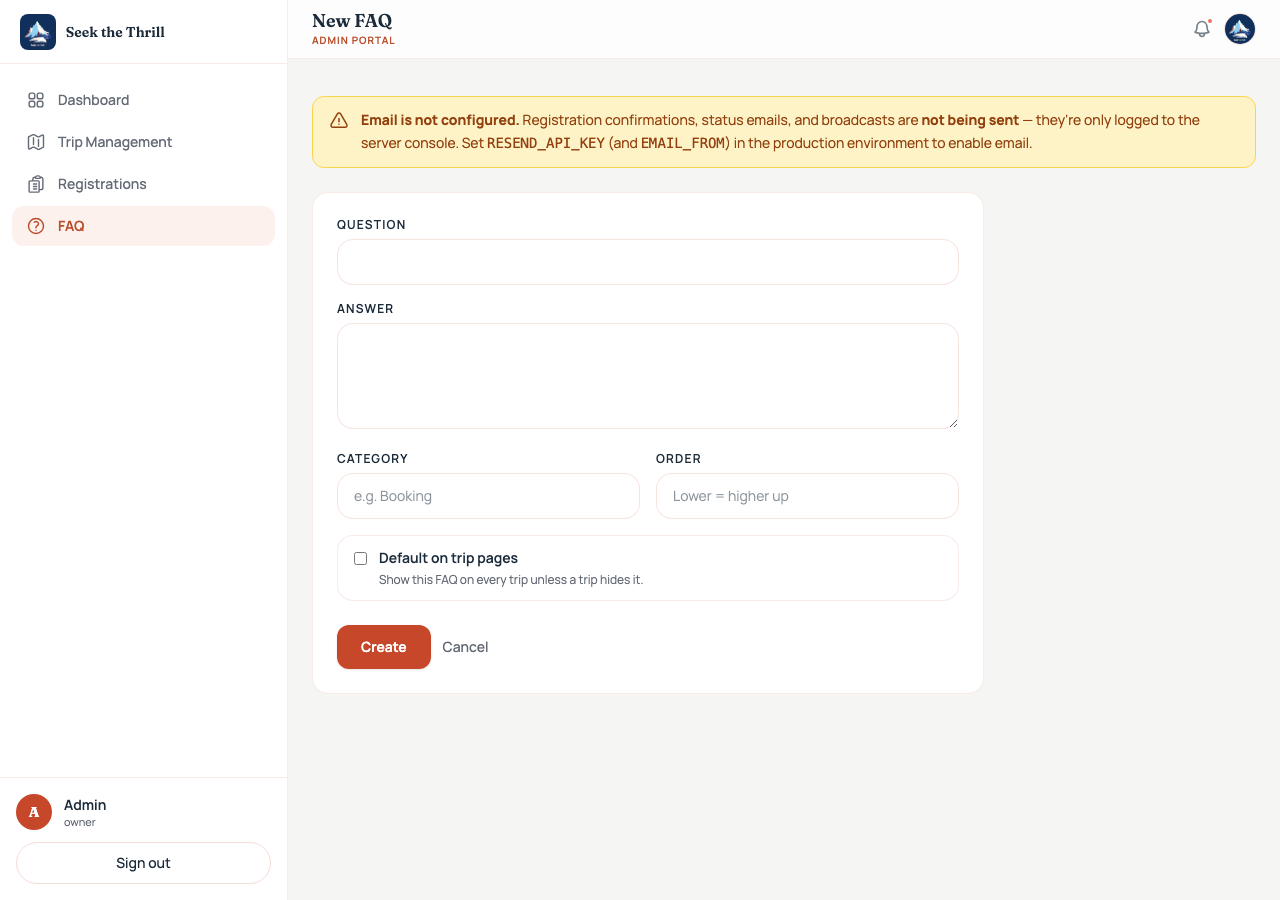 Seek the Thrill
Dashboard
Trip Management
Registrations
FAQ
Admin
owner
Sign out
New FAQ
ADMIN PORTAL
Email is not configured. Registration confirmations, status emails, and broadcasts are not being sent — they're only logged to the
server console. Set RESEND_API_KEY (and EMAIL_FROM) in the production environment to enable email.
QUESTION
ANSWER
CATEGORY
ORDER
e.g. Booking
Lower = higher up
Default on trip pages
Show this FAQ on every trip unless a trip hides it.
Create
Cancel
A